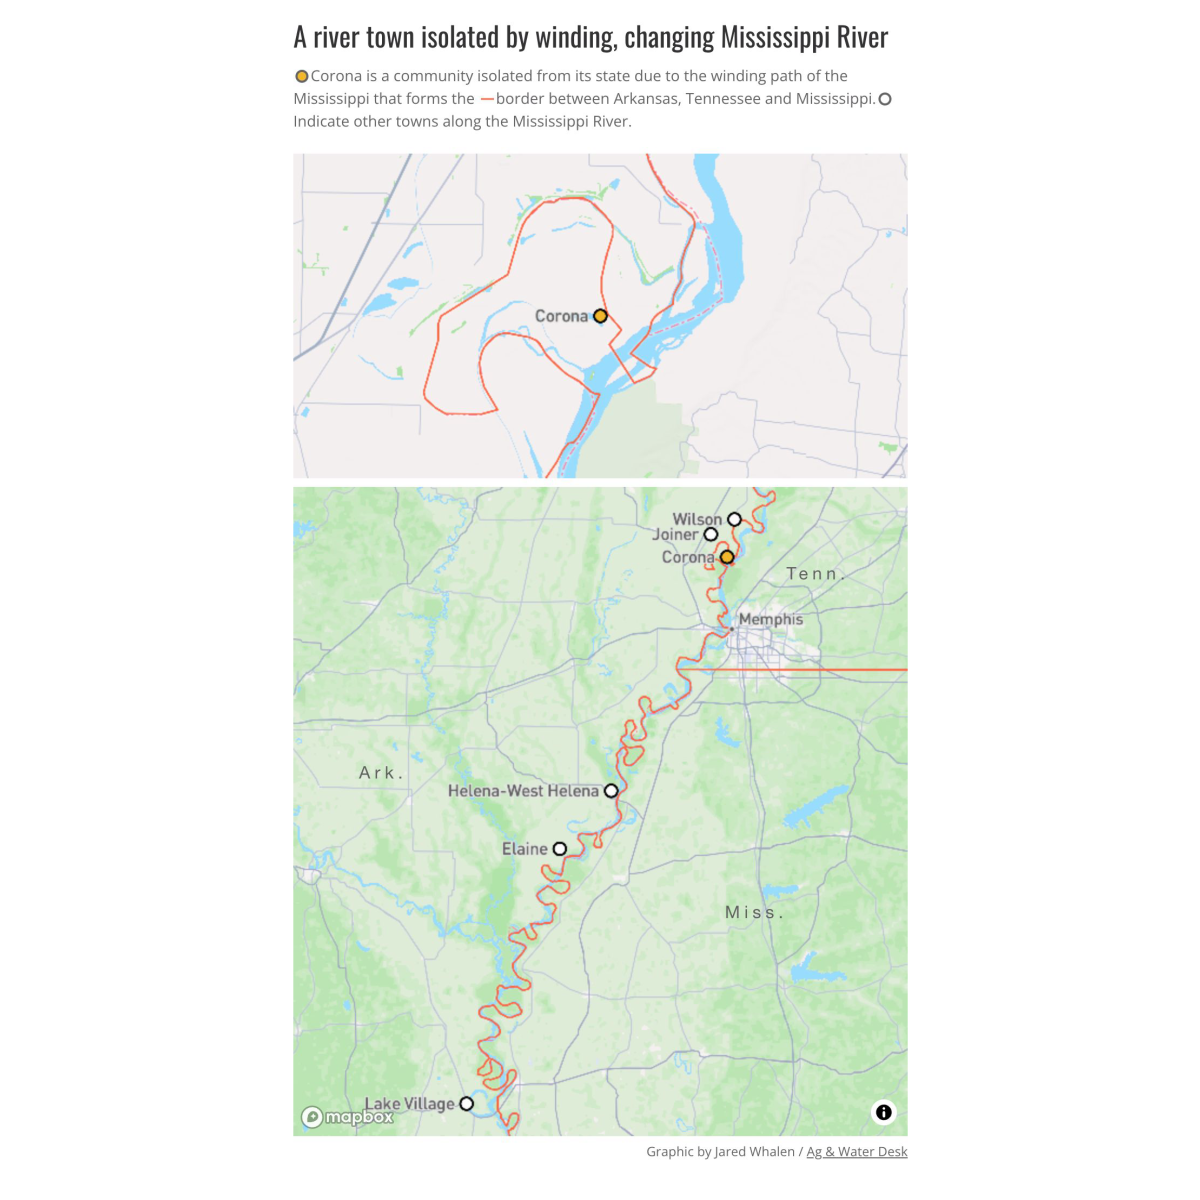 A river town isolated by winding, changing Mississippi River
Corona is a community isolated from its state due to the winding path of the
Mississippi that forms the border between Arkansas, Tennessee and Mississippi.
Indicate other towns along the Mississippi River.
Corona
Wilson
Joiner
Corona
Tenn.
Memphis
Ark.
Helena-West Helena
Elaine
Miss.
Lake Village
mapbox
Graphic by Jared Whalen / Ag & Water Desk